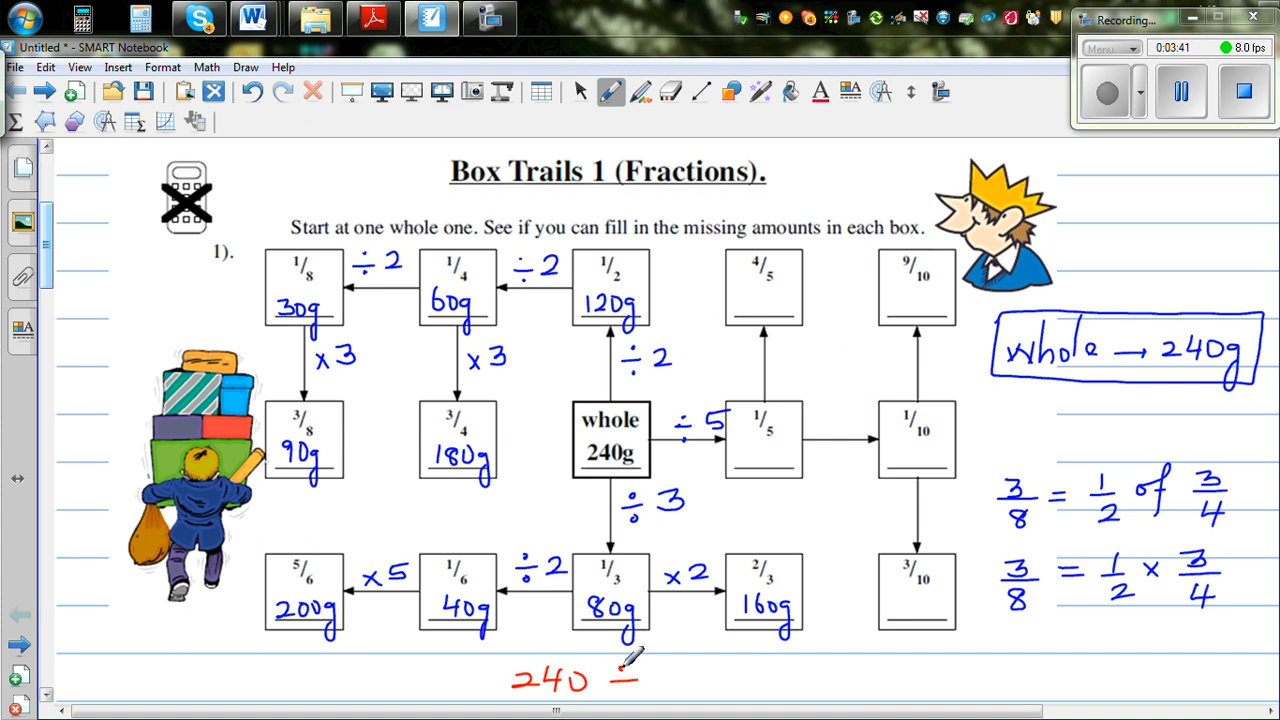 Recording...
Menu
00:03:41
8.0 fps
Untitled * - SMART Notebook
File Edit View Insert Format Math Draw Help
Box Trails 1 (Fractions).
Start at one whole one. See if you can fill in the missing amounts in each box.
1).
1/8 ÷2 1/4 ÷2 1/2 4/5 9/10
30g 60g 120g
×3 ×3 ÷2
whole → 240g
3/8 3/4 whole ÷5 1/5 1/10
90g 180g 240g
÷3
3/8 = 1/2 of 3/4
5/6 ×5 1/6 ÷2 1/3 ×2 2/3 3/10
200g 40g 80g 160g
3/8 = 1/2 × 3/4
240 ÷